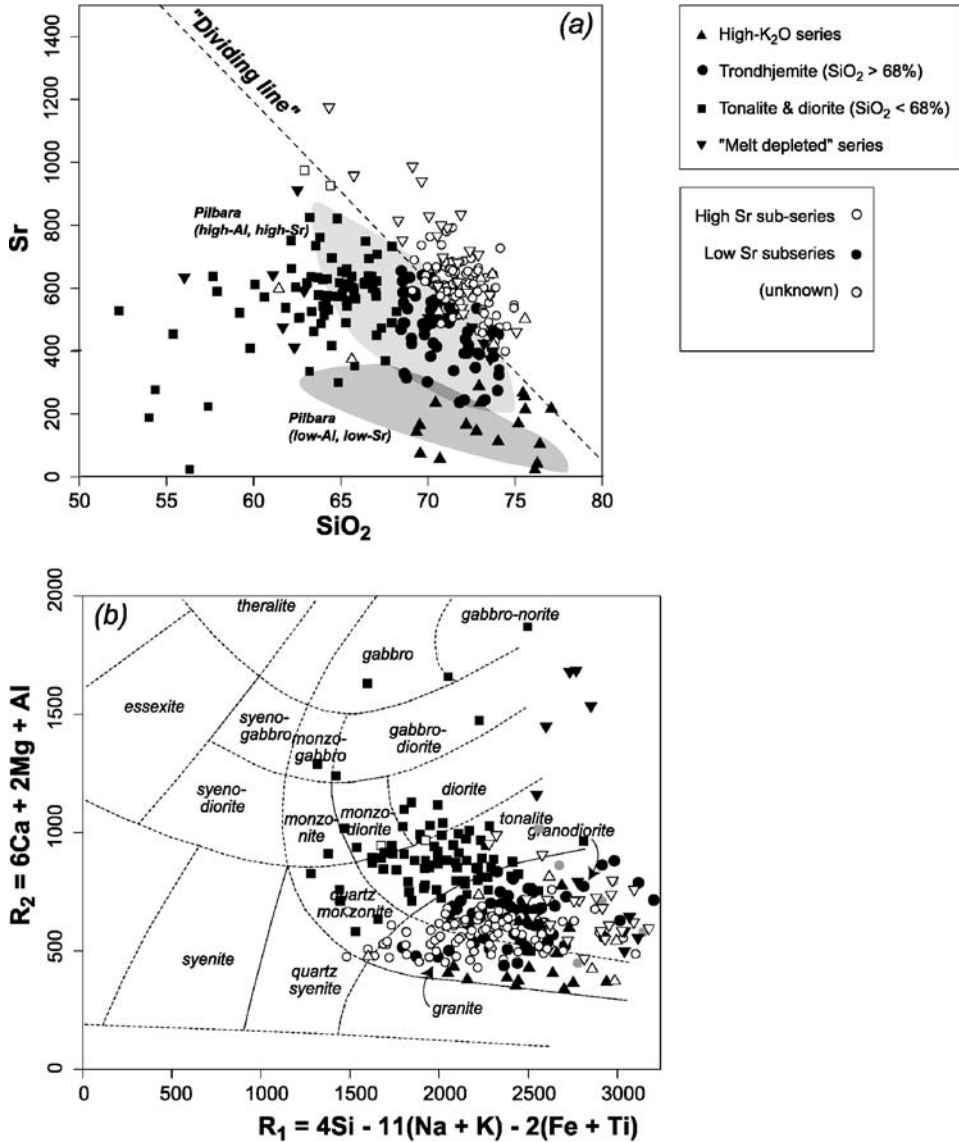 1400
1200
1000
800
600
400
200
0
Sr
"Dividing line"
(a)
Pilbara
(high-Al, high-Sr)
Pilbara
(low-Al, low-Sr)
50 55 60 65 70 75 80
SiO₂
High-K₂O series
Trondhjemite (SiO₂ > 68%)
Tonalite & diorite (SiO₂ < 68%)
"Melt depleted" series
High Sr sub-series
Low Sr subseries
(unknown)
2000
1500
1000
500
0
R₂ = 6Ca + 2Mg + Al
(b)
theralite
gabbro-norite
gabbro
essexite
syeno-
gabbro
monzo-
gabbro
gabbro-
diorite
syeno-
diorite
monzo-
nite
monzo-
diorite
diorite
tonalite
granodiorite
quartz
monzonite
syenite
quartz
syenite
granite
0 500 1000 1500 2000 2500 3000
R₁ = 4Si - 11(Na + K) - 2(Fe + Ti)